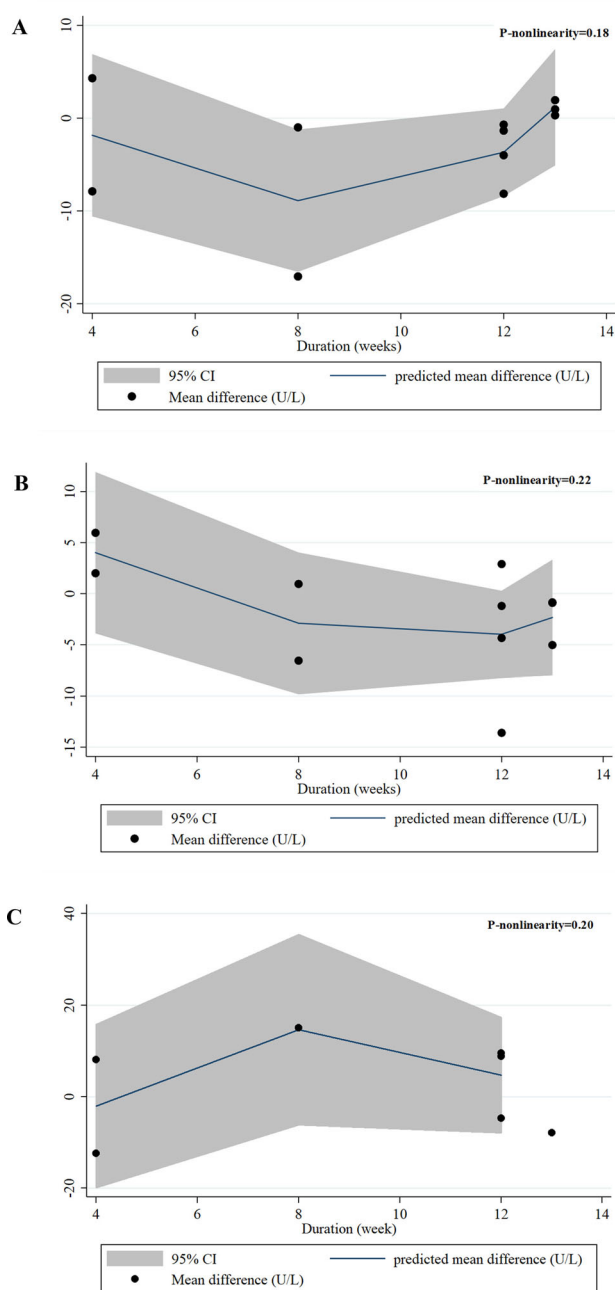 A
P-nonlinearity=0.18
10
0
-10
-20
4 6 8 10 12 14
Duration (weeks)
95% CI predicted mean difference (U/L)
Mean difference (U/L)
B
P-nonlinearity=0.22
10
5
0
-5
-10
-15
4 6 8 10 12 14
Duration (weeks)
95% CI predicted mean difference (U/L)
Mean difference (U/L)
C
P-nonlinearity=0.20
40
20
0
-20
4 6 8 10 12 14
Duration (week)
95% CI predicted mean difference (U/L)
Mean difference (U/L)